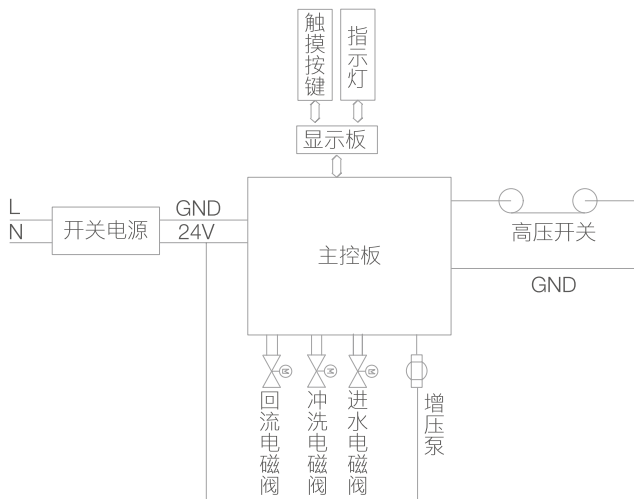 触摸按键
指示灯
显示板
L
N
开关电源
GND
24V
主控板
高压开关
GND
M
M
M
回流电磁阀
冲洗电磁阀
进水电磁阀
增压泵